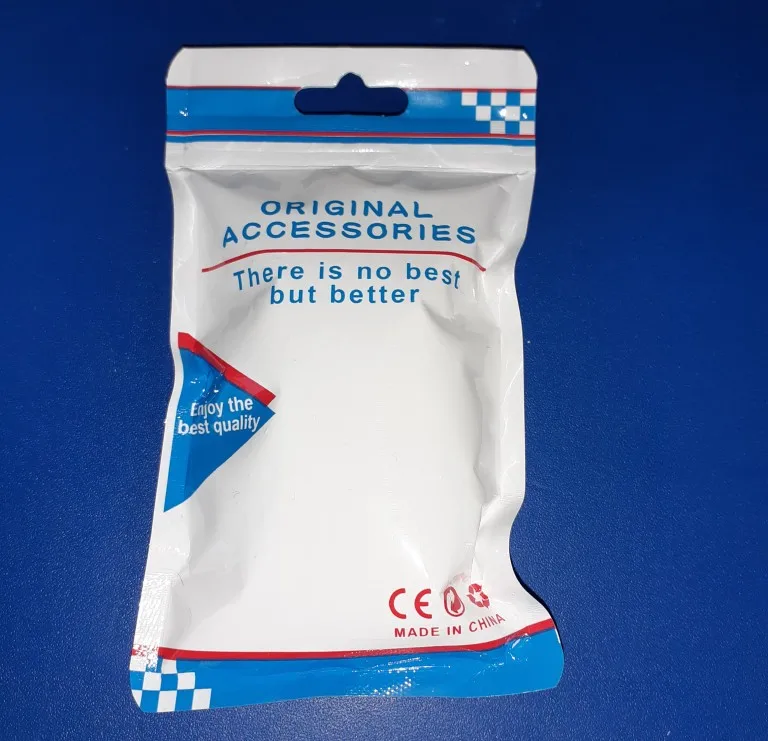 ORIGINAL
ACCESSORIES
There is no best
but better
Enjoy the
best quality
CE
MADE IN CHINA